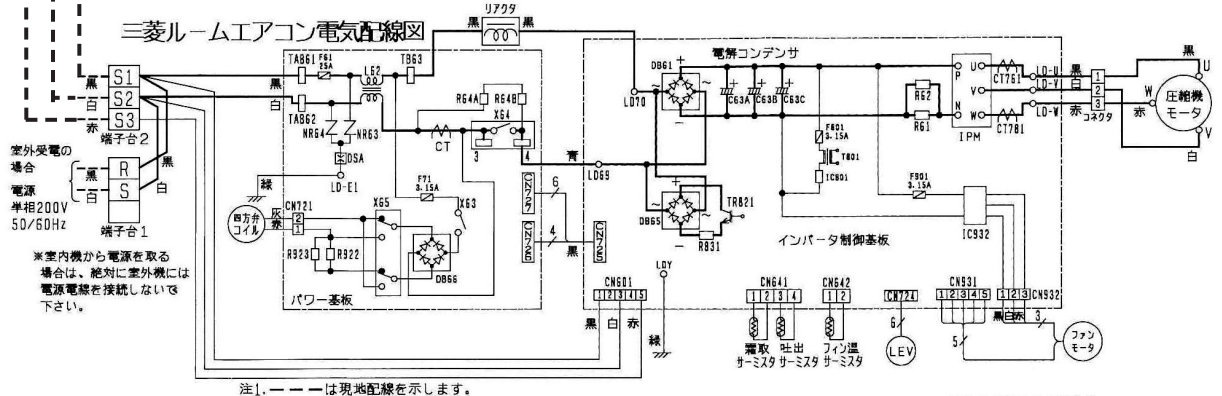 三菱ルームエアコン電気配線図
リアクタ
黒
黒
S1
S2
S3
黒
白
赤
端子台2
室外受電の
場合
電源
単相200V
50/60Hz
黒
白
R
S
端子台1
黒
白
※室内機から電源を取る
場合は、絶対に室外機には
電源電線を接続しないで
下さい。
黒
白
TAB61
F61
25A
L62
TB63
TAB62
NR64
NR63
DSA
LD-E1
緑
CT
R64A
R64B
X64
3
4
青
F71
3.15A
X63
四方弁
コイル
灰
赤
CN721
2
1
R923
R922
X65
DB66
パワー基板
CN727
CN725
6
4
黒
CN726
LD70
LD69
DB61
+
~
~
−
電解コンデンサ
+
C63A
+
C63B
+
C63C
R62
R61
P
N
U
V
W
IPM
CT761
CT781
LD-U
LD-V
LD-W
黒
白
赤
1
2
3
コネクタ
黒
U
W
赤
V
白
圧縮機
モータ
F801
3.15A
T801
IC801
F901
3.15A
IC932
DB65
+
~
~
−
R831
TR821
インバータ制御基板
LDY
緑
CN601
1 2 3 4 5
黒 白 赤
CN641
1 2 3 4
霜取
サーミスタ
吐出
サーミスタ
CN642
1 2
フィン温
サーミスタ
CN724
6
LEV
CN931
1 2 3 4 5
5
1 2 3
CN932
黒白赤
3
ファン
モータ
注1. ーーーーは現地配線を示します。